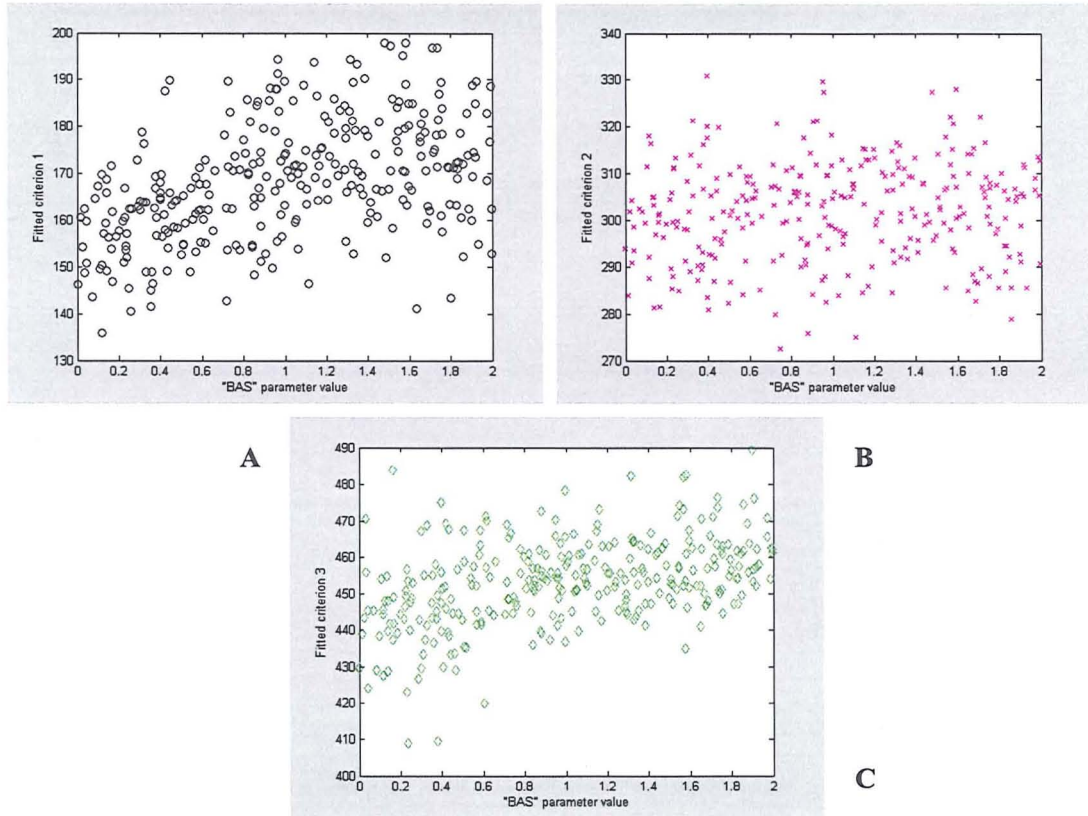 200
190
180
170
160
150
140
130
Fitted criterion 1
0 0.2 0.4 0.6 0.8 1 1.2 1.4 1.6 1.8 2
"BAS" parameter value
340
330
320
310
300
290
280
270
Fitted criterion 2
0 0.2 0.4 0.6 0.8 1 1.2 1.4 1.6 1.8 2
"BAS" parameter value
A
B
490
480
470
460
450
440
430
420
410
400
Fitted criterion 3
0 0.2 0.4 0.6 0.8 1 1.2 1.4 1.6 1.8 2
"BAS" parameter value
C